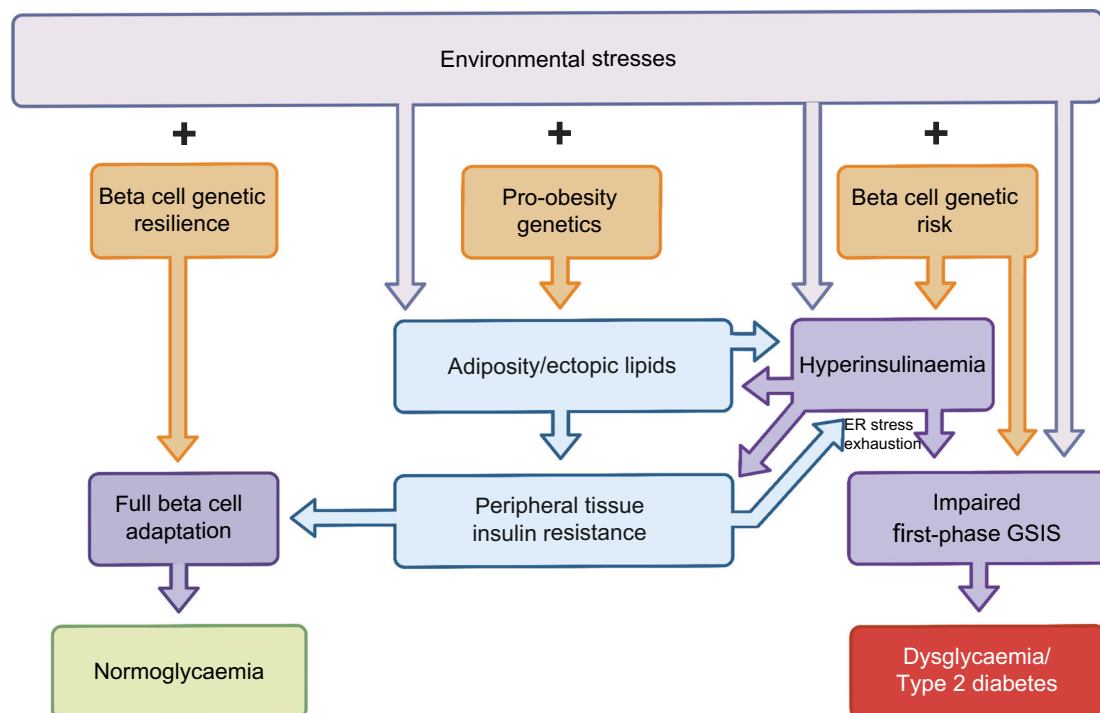 Environmental stresses
+
+
+
Beta cell genetic
resilience
Pro-obesity
genetics
Beta cell genetic
risk
Adiposity/ectopic lipids
Hyperinsulinaemia
ER stress
exhaustion
Full beta cell
adaptation
Peripheral tissue
insulin resistance
Impaired
first-phase GSIS
Normoglycaemia
Dysglycaemia/
Type 2 diabetes